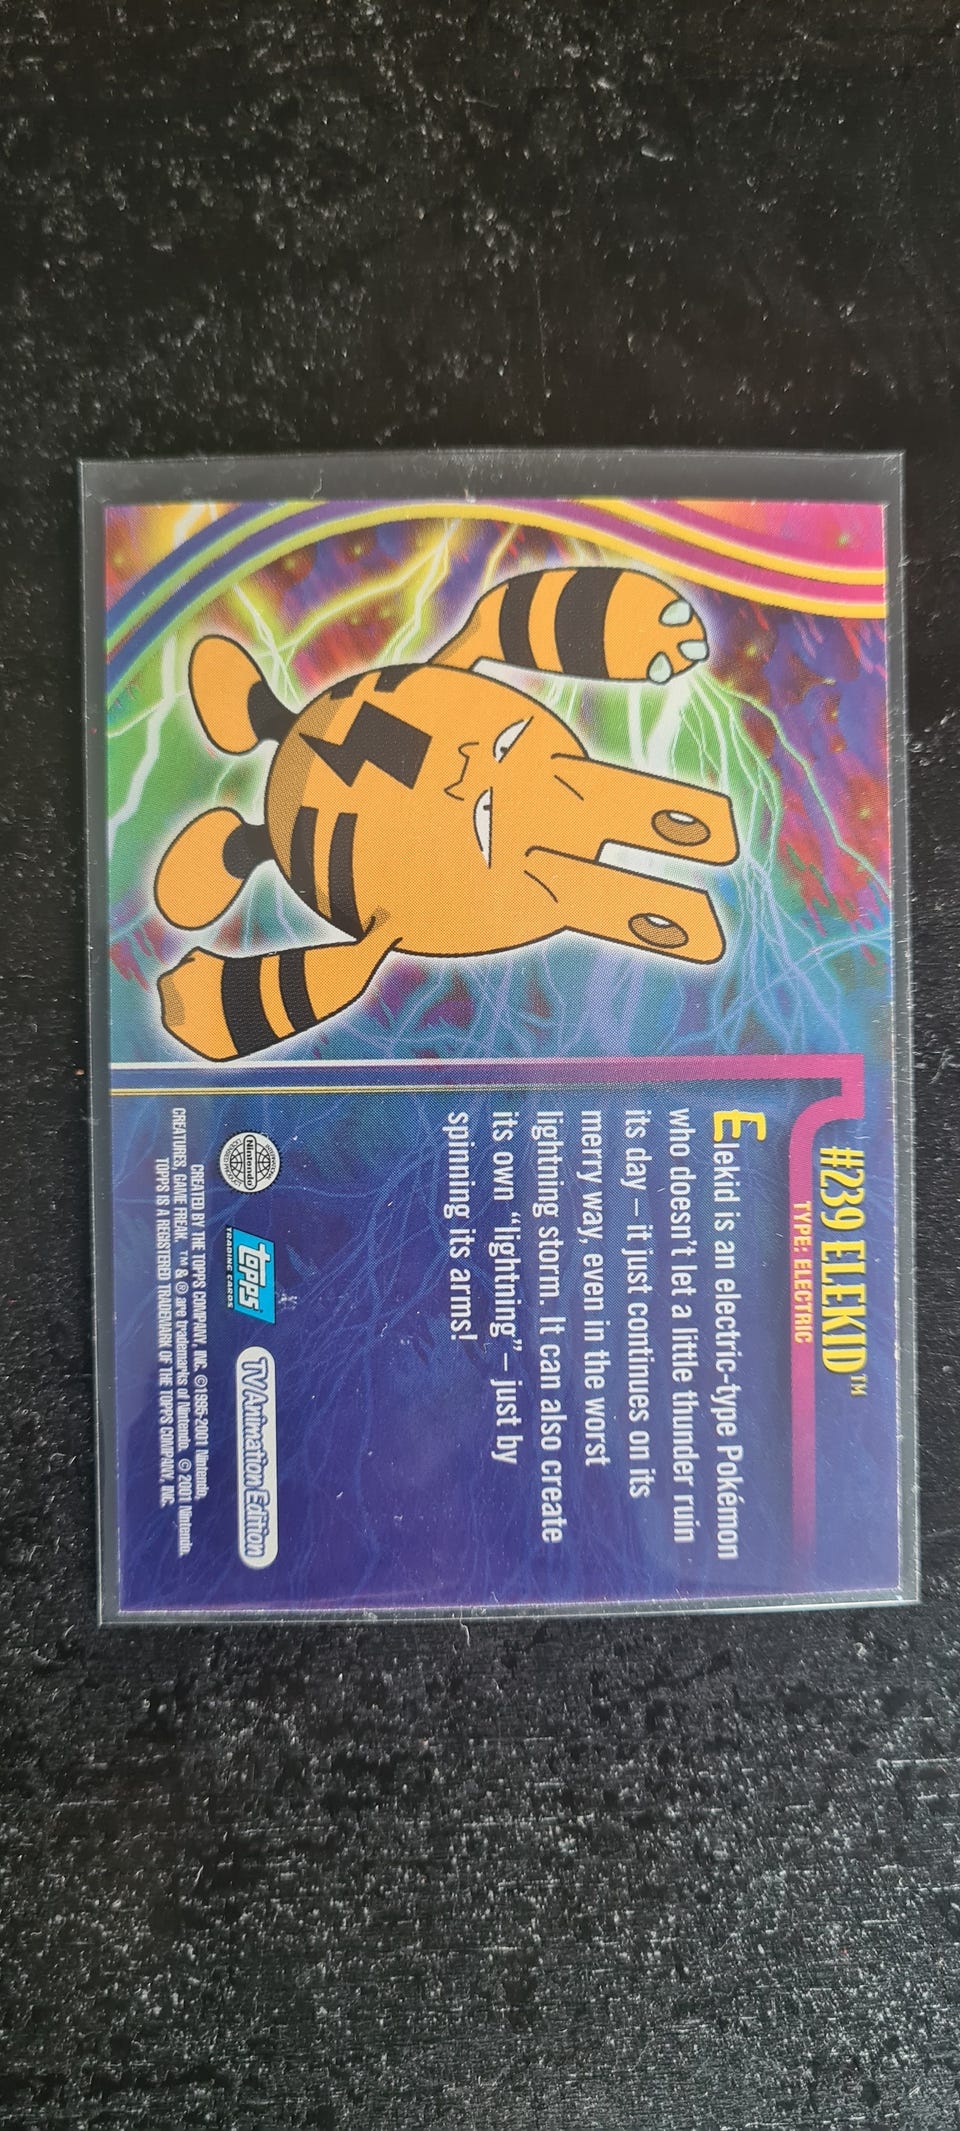 #239 ELEKID™
TYPE: ELECTRIC
Elekid is an electric-type Pokémon
who doesn't let a little thunder ruin
its day – it just continues on its
merry way, even in the worst
lightning storm. It can also create
its own "lightning" – just by
spinning its arms!
Nintendo
topps
TRADING CARDS
TV Animation Edition
CREATED BY THE TOPPS COMPANY, INC. ©1995-2001 Nintendo,
CREATURES, GAME FREAK. ™ & ® are trademarks of Nintendo. © 2001 Nintendo.
TOPPS IS A REGISTERED TRADEMARK OF THE TOPPS COMPANY, INC.